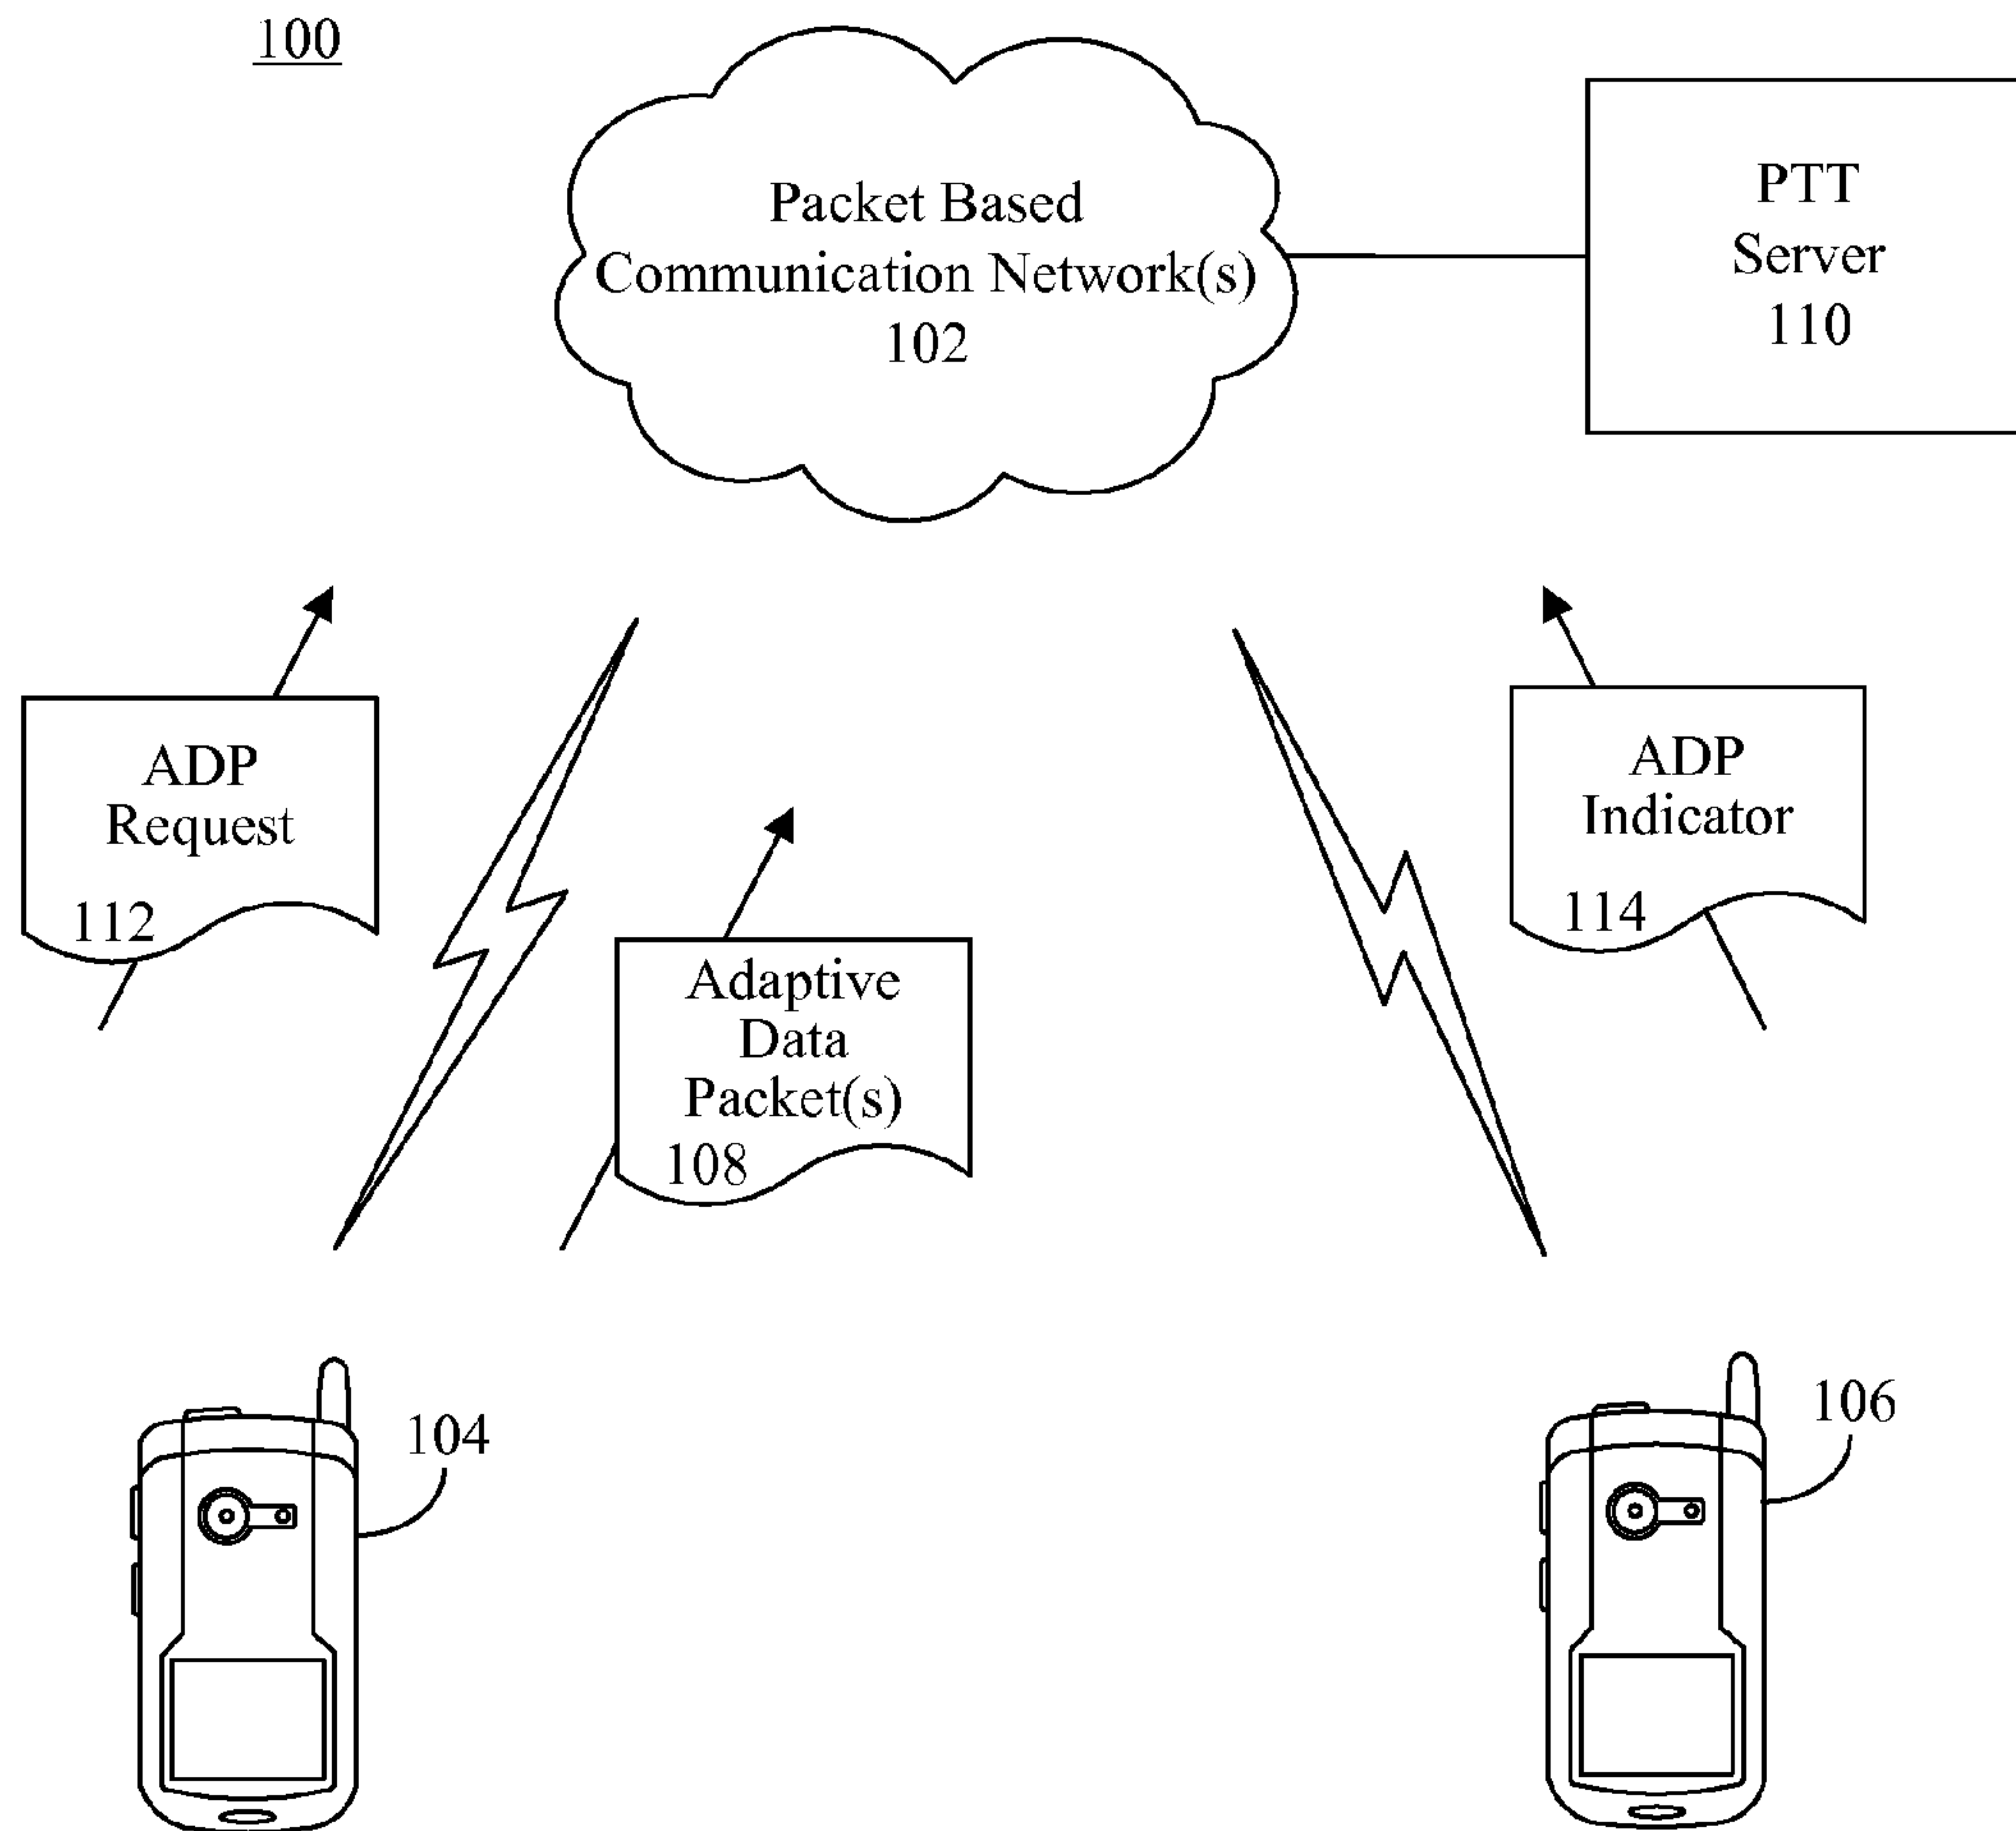 100
Packet Based
Communication Network(s)
102
PTT
Server
110
ADP
Request
112
Adaptive
Data
Packet(s)
108
ADP
Indicator
114
104
106